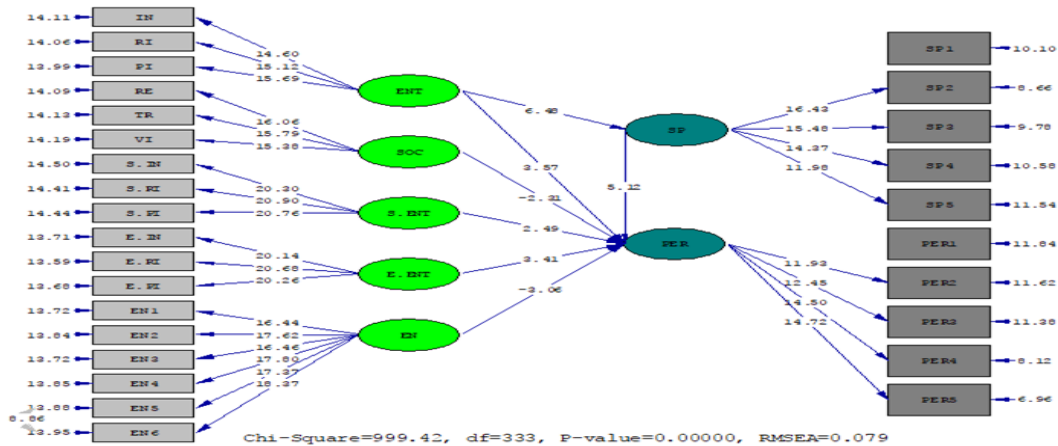 14.11 IN
14.06 RI
13.99 PI
14.09 RE
14.13 TR
14.19 VI
14.50 S.IN
14.41 S.RI
14.44 S.PI
13.71 E.IN
13.59 E.RI
13.68 E.PI
13.72 EN1
13.84 EN2
13.72 EN3
13.85 EN4
13.88 EN5
8.86
13.95 EN6
14.60
15.12
15.69
16.06
15.79
15.38
20.30
20.90
20.76
20.14
20.68
20.26
16.44
17.62
16.46
17.80
17.37
18.37
ENT
SOC
S.ENT
E.ENT
EN
6.48
3.57
-2.31
2.49
3.41
-3.06
5.12
SP
PER
16.43
15.48
14.37
11.98
11.93
12.45
14.50
14.72
SP1 10.10
SP2 8.66
SP3 9.78
SP4 10.58
SP5 11.54
PER1 11.84
PER2 11.62
PER3 11.38
PER4 8.12
PER5 6.96
Chi-Square=999.42, df=333, P-value=0.00000, RMSEA=0.079